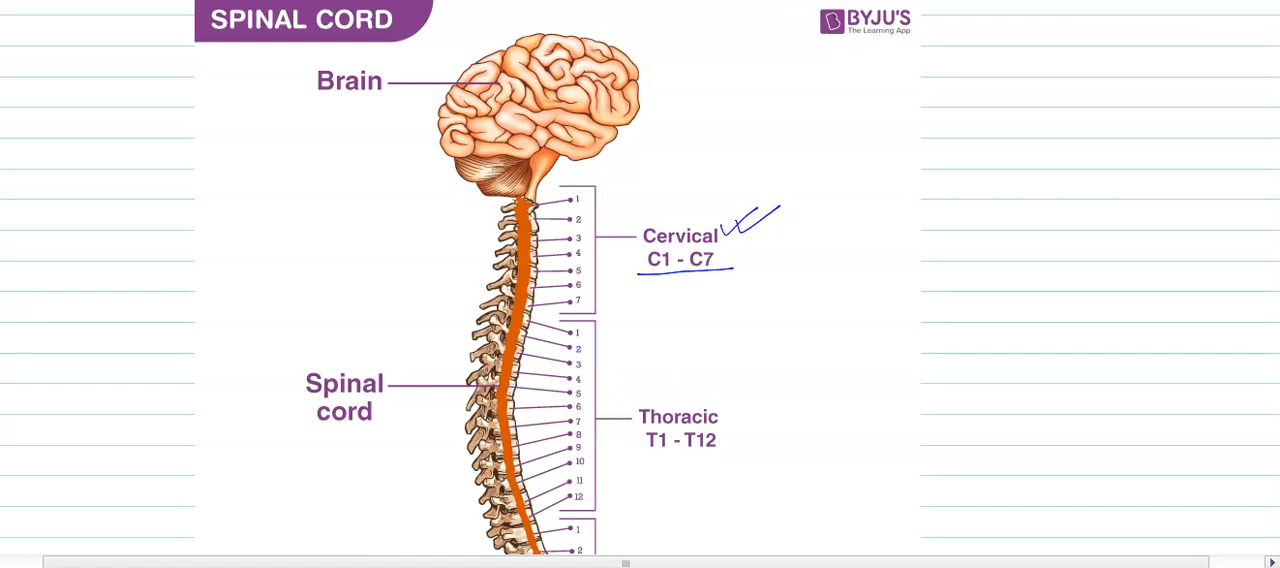 SPINAL CORD
BYJU'S
The Learning App
Brain
1
2
3
4
5
6
7
Cervical
C1 - C7
1
2
3
4
5
6
7
8
9
10
11
12
Spinal
cord
Thoracic
T1 - T12
1
2